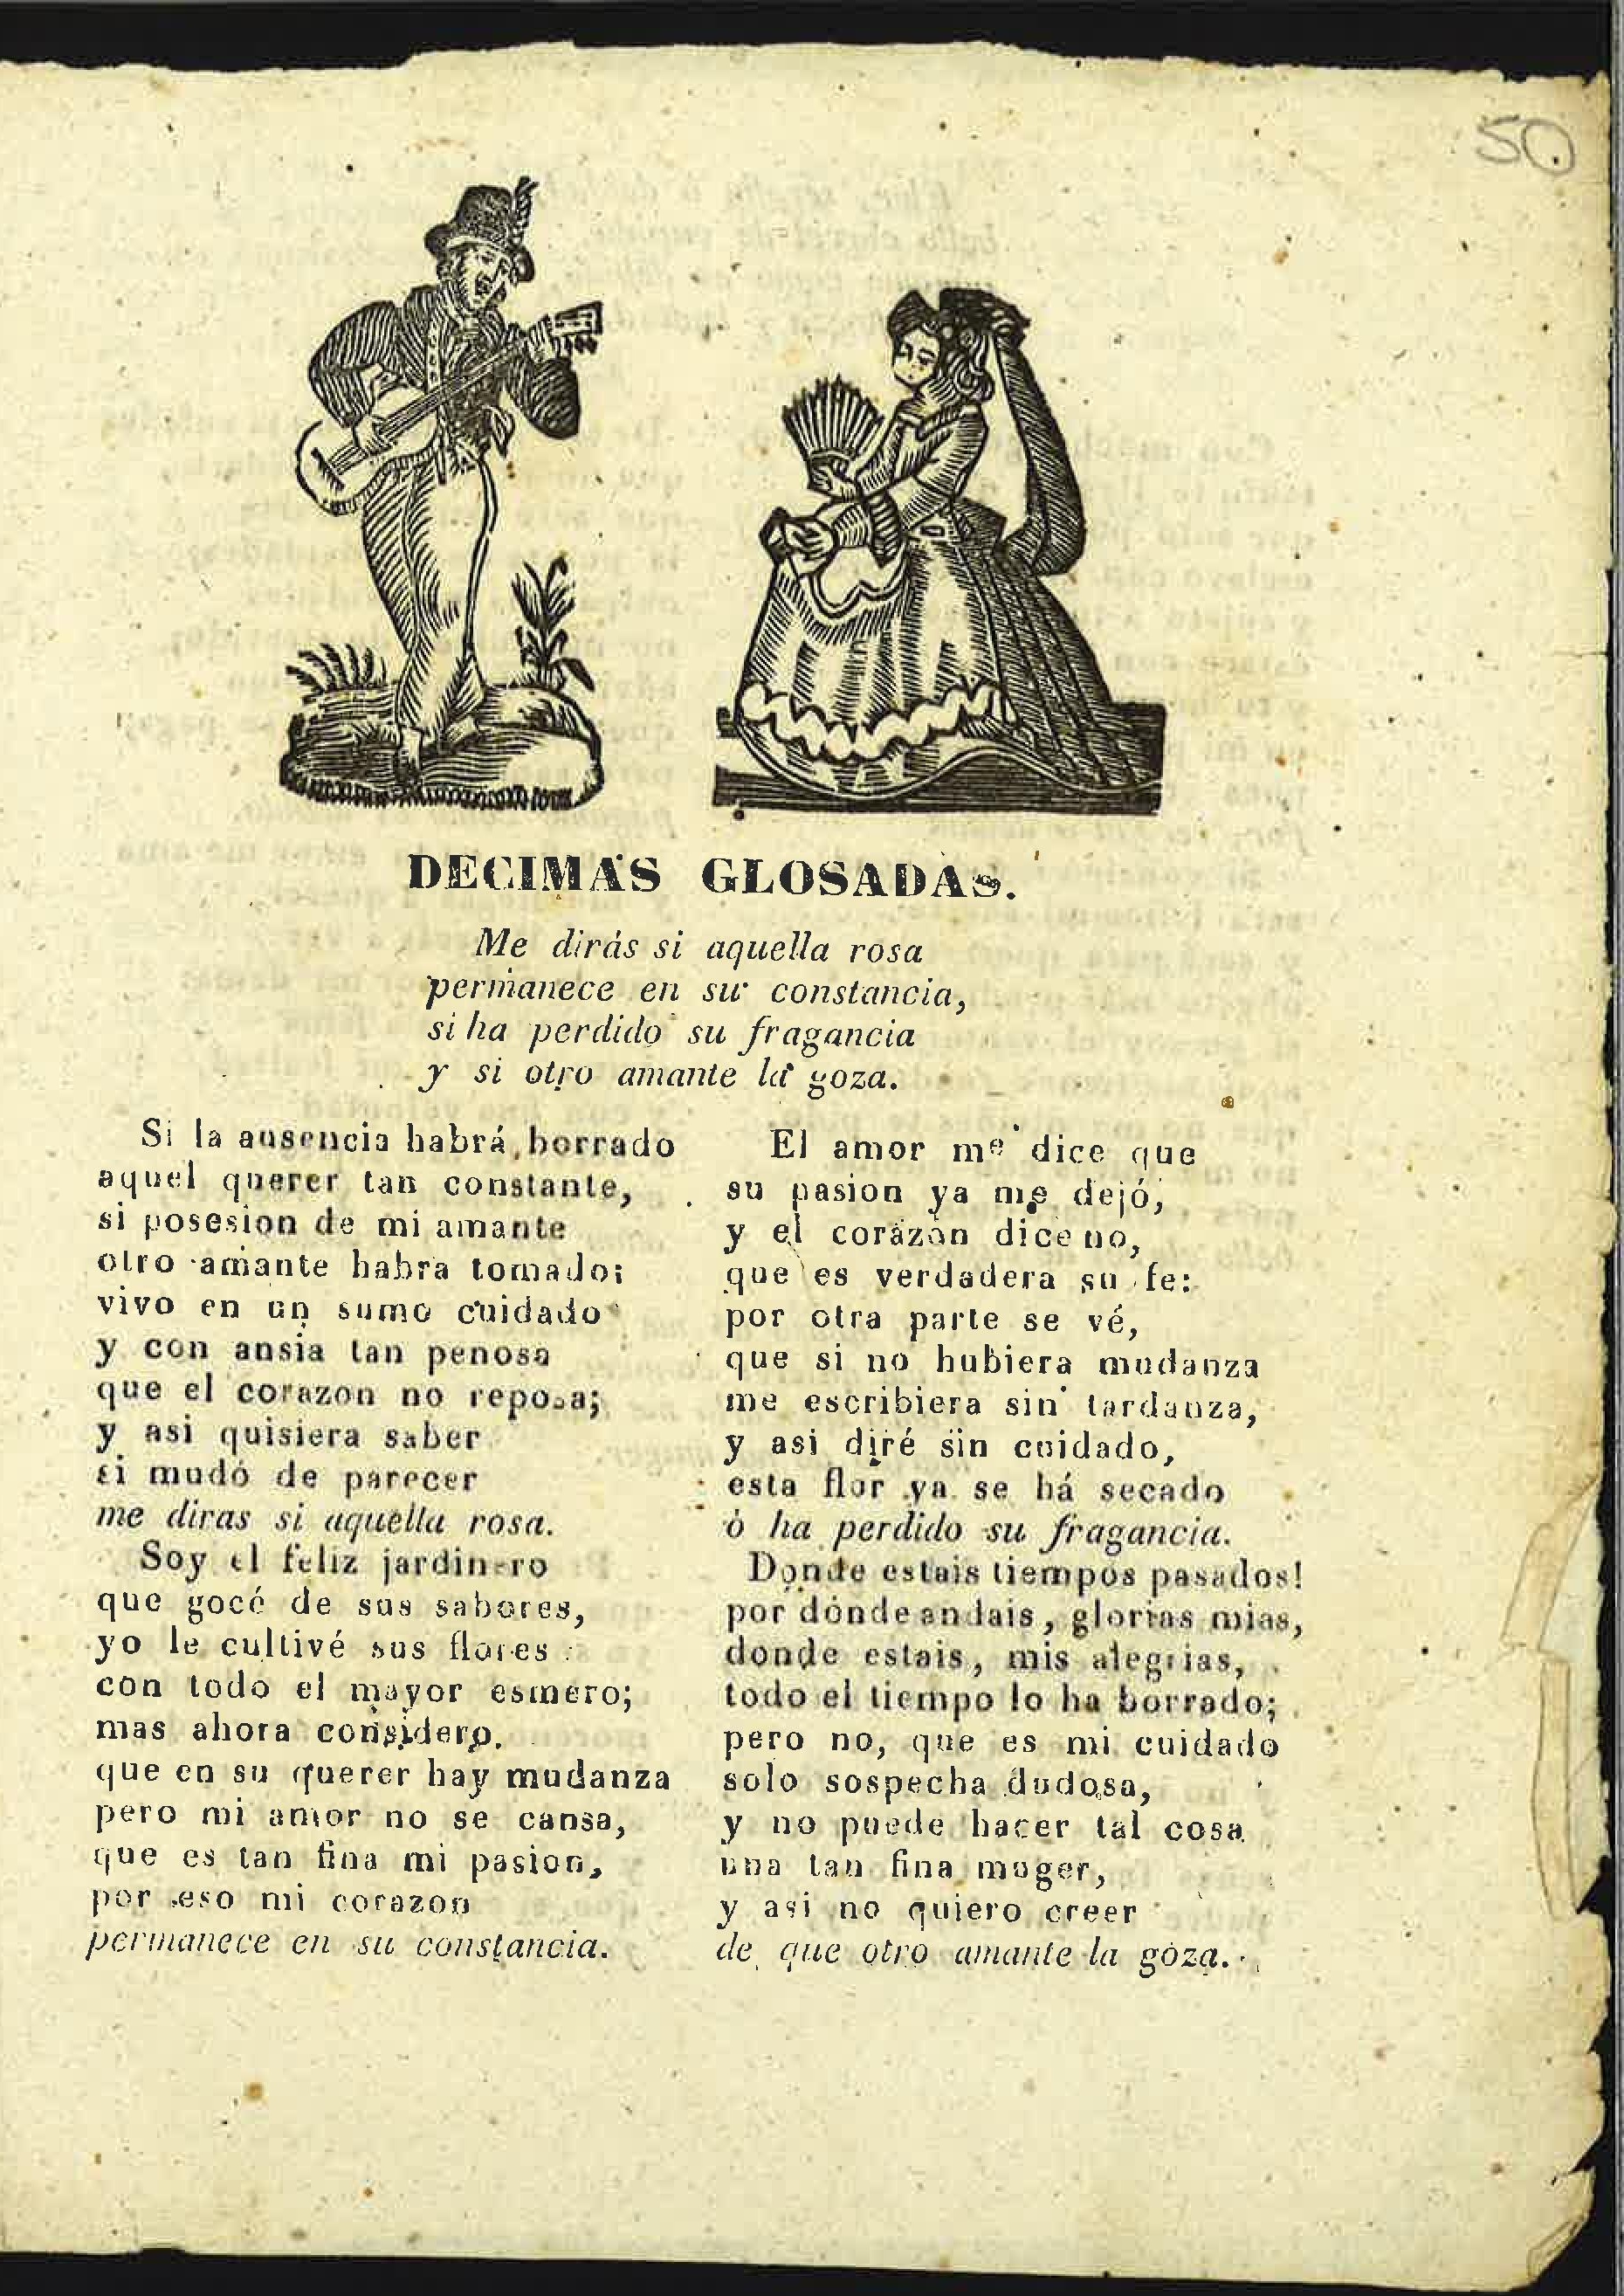 50
DECIMAS GLOSADAS.
Me dirás si aquella rosa
permanece en su constancia,
si ha perdido su fragancia
y si otro amante la goza.
Si la ausencia habrá borrado
aquel querer tan constante,
si posesion de mi amante
otro amante habra tomado;
vivo en un sumo cuidado
y con ansia tan penosa
que el corazon no reposa;
y asi quisiera saber
si mudó de parecer
me diras si aquella rosa.
Soy el feliz jardinero
que gocé de sus sabores,
yo le cultivé sus flores
con todo el mayor esmero;
mas ahora considero,
que en su querer hay mudanza
pero mi amor no se cansa,
que es tan fina mi pasion,
por eso mi corazon
permanece en su constancia.
El amor me dice que
su pasion ya me dejó,
y el corazon dice no,
que es verdadera su fe:
por otra parte se vé,
que si no hubiera mudanza
me escribiera sin tardanza,
y asi diré sin cuidado,
esta flor ya se há secado
ò ha perdido su fragancia.
Donde estais tiempos pasados!
por dónde andais, glorias mias,
donde estais, mis alegrias,
todo el tiempo lo ha borrado;
pero no, que es mi cuidado
solo sospecha dudosa,
y no puede hacer tal cosa
una tan fina muger,
y asi no quiero creer
de que otro amante la goza.